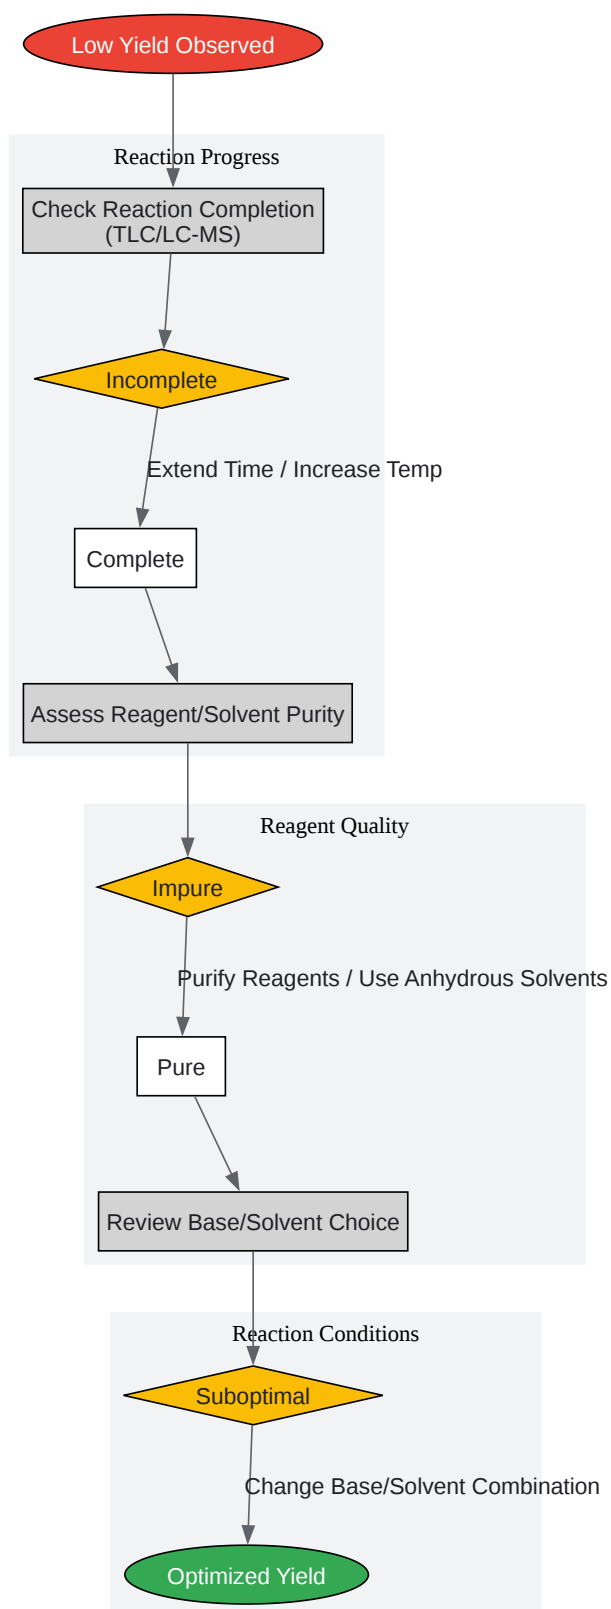 Low Yield Observed
Reaction Progress
Check Reaction Completion
(TLC/LC-MS)
Incomplete
Extend Time / Increase Temp
Complete
Assess Reagent/Solvent Purity
Reagent Quality
Impure
Purify Reagents / Use Anhydrous Solvents
Pure
Review Base/Solvent Choice
Reaction Conditions
Suboptimal
Change Base/Solvent Combination
Optimized Yield